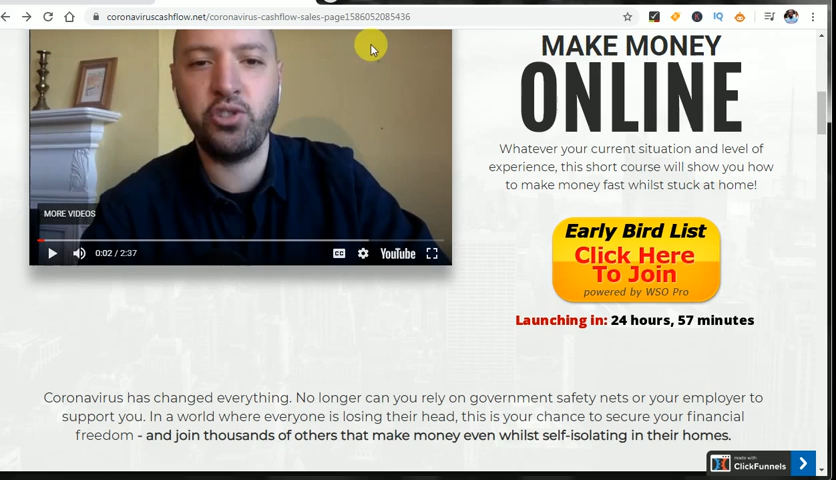 coronaviruscashflow.net/coronavirus-cashflow-sales-page1586052085436
IQ
MAKE MONEY
ONLINE
Whatever your current situation and level of
experience, this short course will show you how
to make money fast whilst stuck at home!
MORE VIDEOS
0:02 / 2:37
CC
YouTube
Early Bird List
Click Here
To Join
powered by WSO Pro
Launching in: 24 hours, 57 minutes
Coronavirus has changed everything. No longer can you rely on government safety nets or your employer to
support you. In a world where everyone is losing their head, this is your chance to secure your financial
freedom - and join thousands of others that make money even whilst self-isolating in their homes.
made with
ClickFunnels